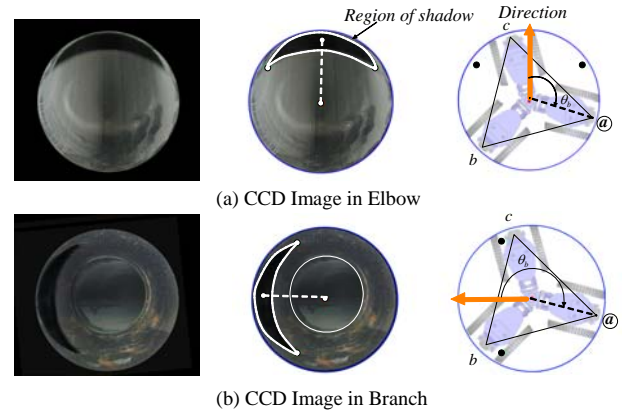 Region of shadow
Direction
c
θb
a
b
(a) CCD Image in Elbow
c
θb
a
b
(b) CCD Image in Branch